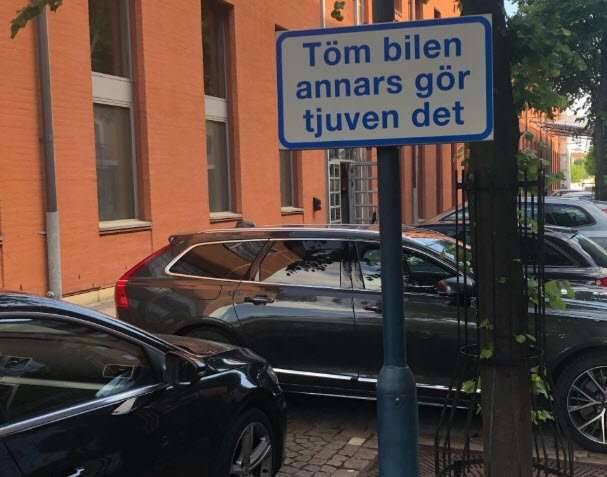 Töm bilen
annars gör
tjuven det